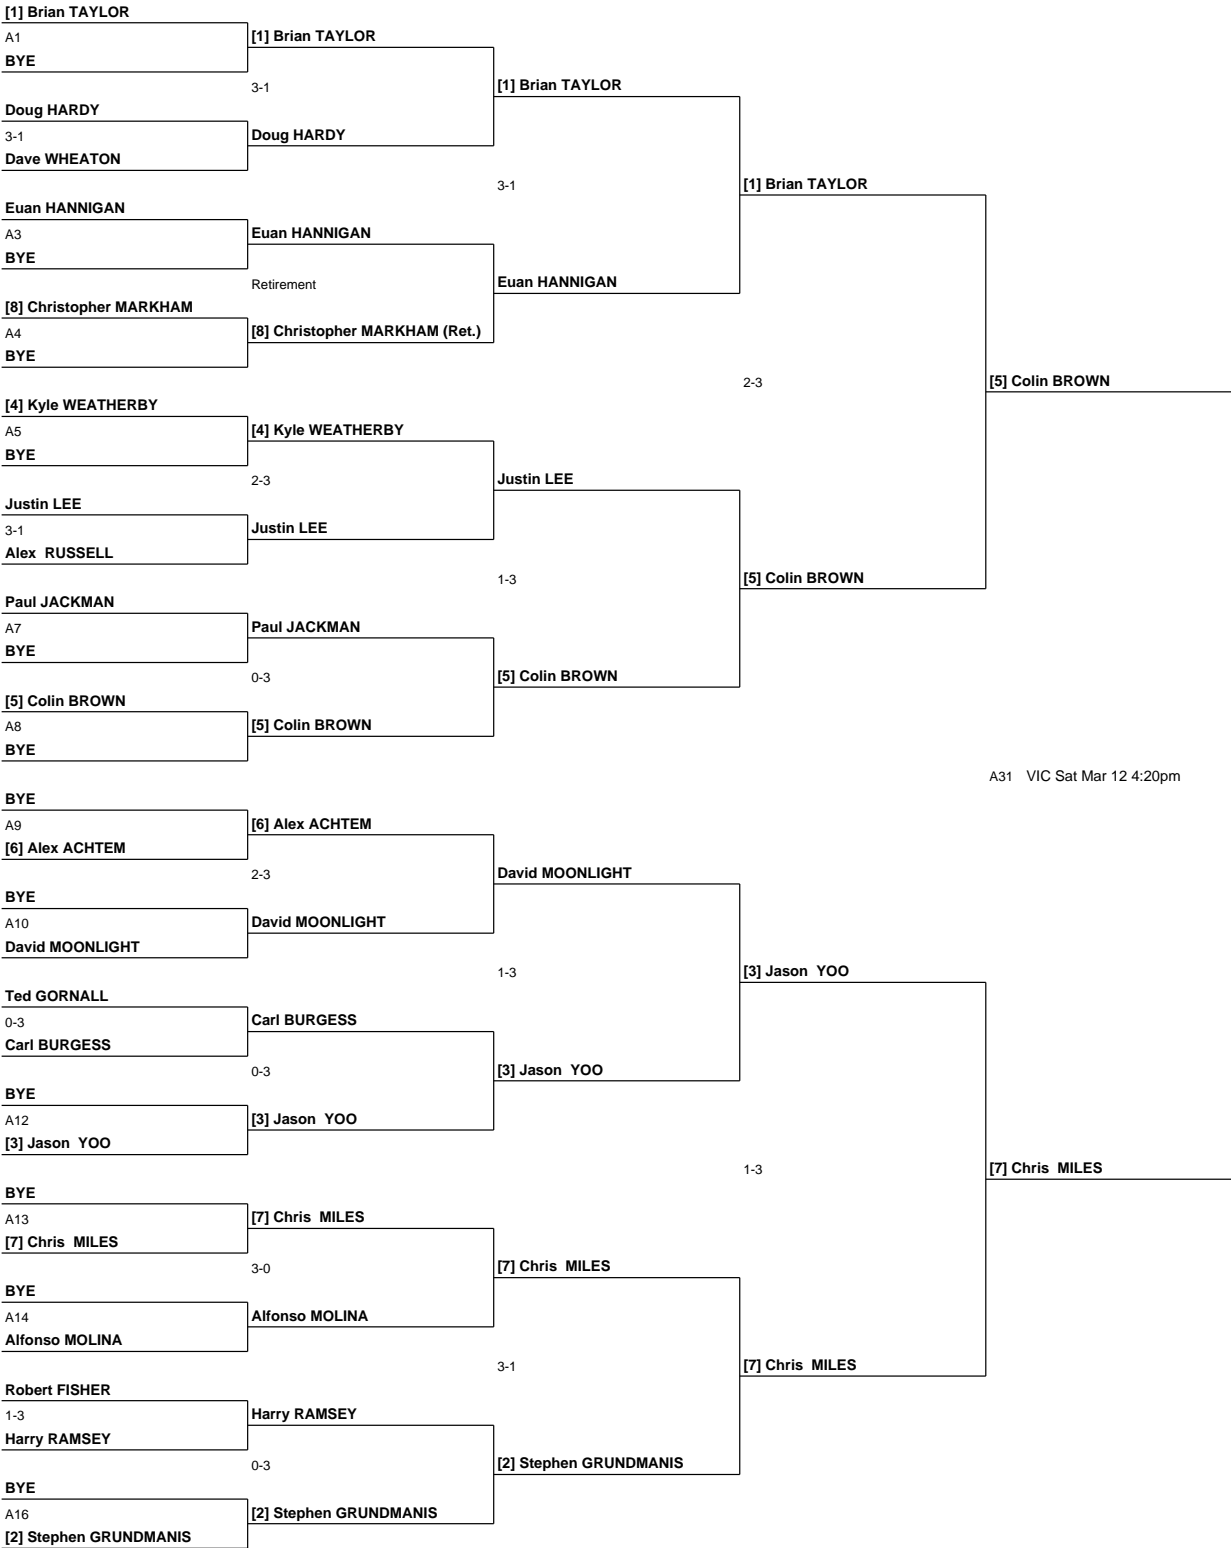 [1] Brian TAYLOR
A1
[1] Brian TAYLOR
BYE
3-1
[1] Brian TAYLOR
Doug HARDY
3-1
Doug HARDY
Dave WHEATON
3-1
[1] Brian TAYLOR
Euan HANNIGAN
A3
Euan HANNIGAN
BYE
Retirement
Euan HANNIGAN
[8] Christopher MARKHAM
A4
[8] Christopher MARKHAM (Ret.)
BYE
2-3
[5] Colin BROWN
[4] Kyle WEATHERBY
A5
[4] Kyle WEATHERBY
BYE
2-3
Justin LEE
Justin LEE
3-1
Justin LEE
Alex RUSSELL
1-3
[5] Colin BROWN
Paul JACKMAN
A7
Paul JACKMAN
BYE
0-3
[5] Colin BROWN
[5] Colin BROWN
A8
[5] Colin BROWN
BYE
A31 VIC Sat Mar 12 4:20pm
BYE
A9
[6] Alex ACHTEM
[6] Alex ACHTEM
2-3
David MOONLIGHT
BYE
A10
David MOONLIGHT
David MOONLIGHT
1-3
[3] Jason YOO
Ted GORNALL
0-3
Carl BURGESS
Carl BURGESS
0-3
[3] Jason YOO
BYE
A12
[3] Jason YOO
[3] Jason YOO
1-3
[7] Chris MILES
BYE
A13
[7] Chris MILES
[7] Chris MILES
3-0
[7] Chris MILES
BYE
A14
Alfonso MOLINA
Alfonso MOLINA
3-1
[7] Chris MILES
Robert FISHER
1-3
Harry RAMSEY
Harry RAMSEY
0-3
[2] Stephen GRUNDMANIS
BYE
A16
[2] Stephen GRUNDMANIS
[2] Stephen GRUNDMANIS